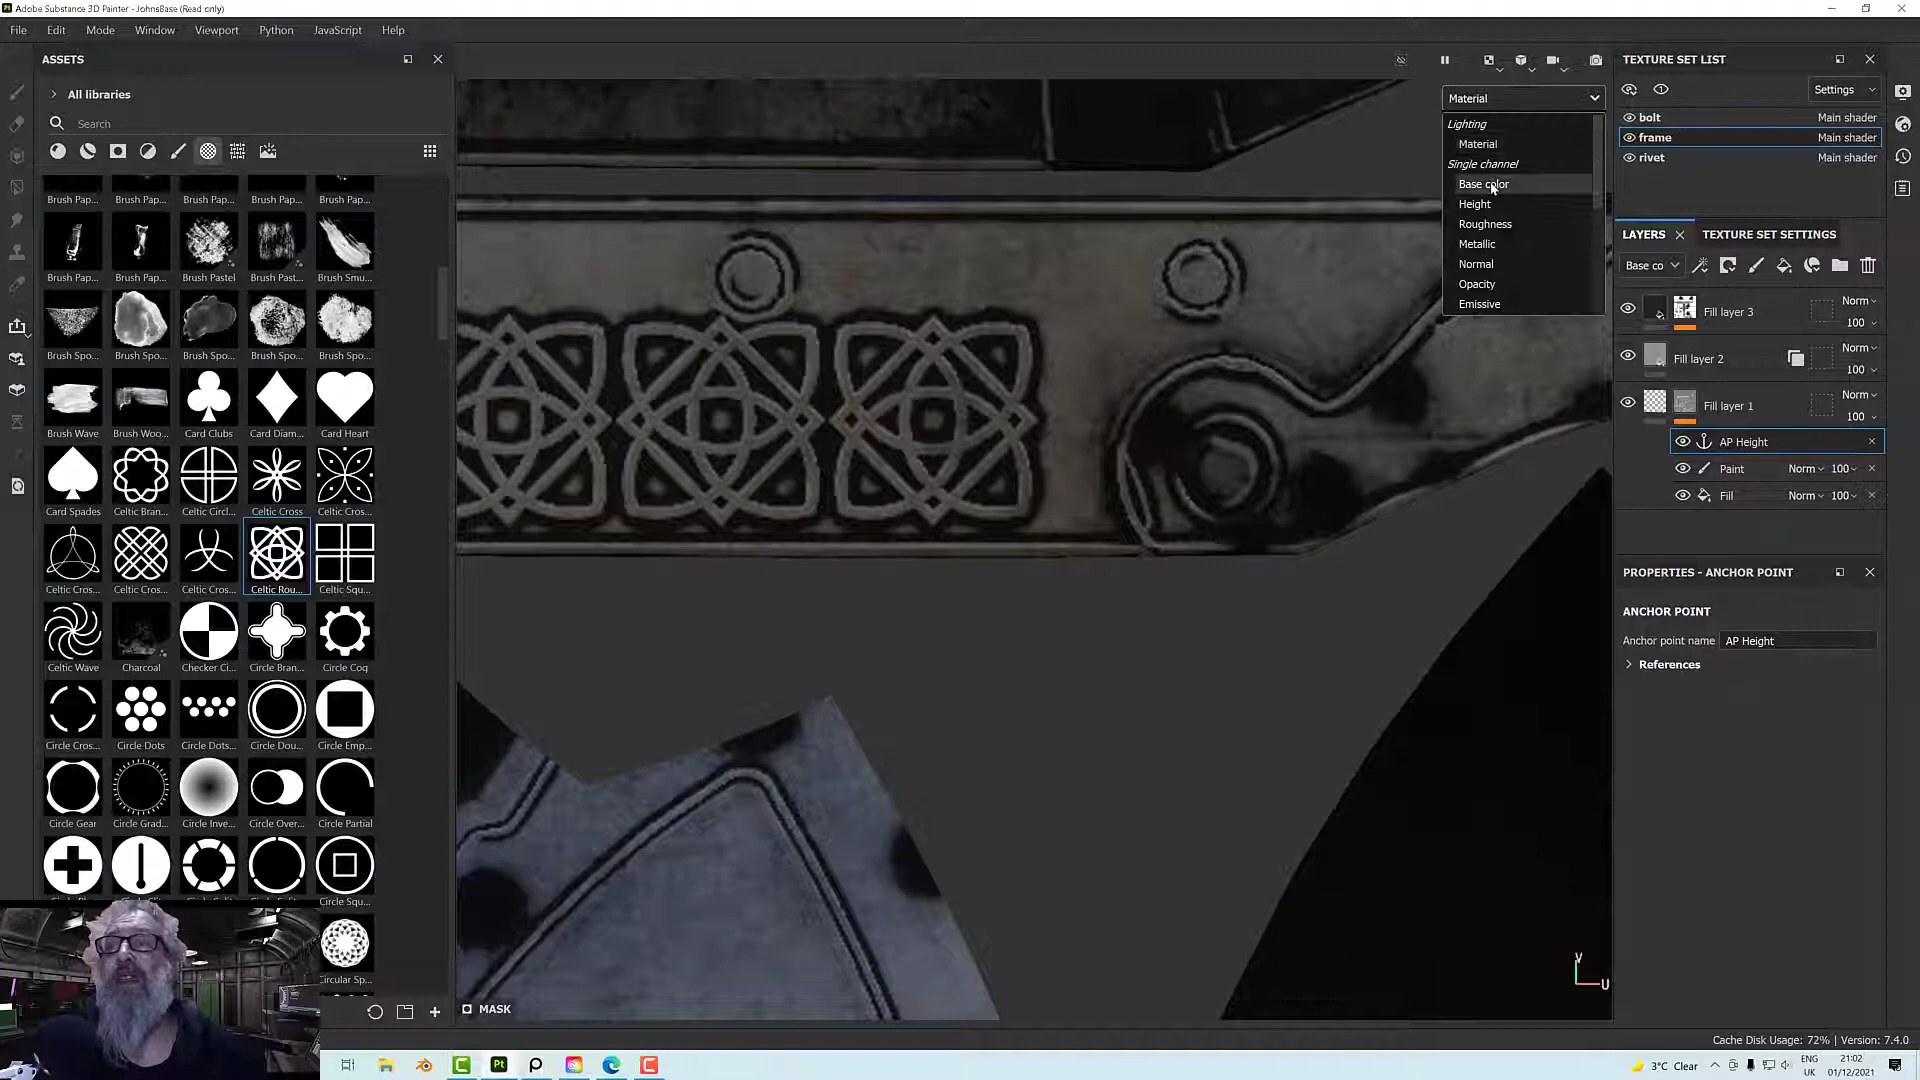 Adobe Substance 3D Painter - JohnsBase (Read only)
File Edit Mode Window Viewport Python JavaScript Help
ASSETS
All libraries
Search
Brush Pap... Brush Pap... Brush Pap... Brush Pap... Brush Pap...
Brush Pap... Brush Pap... Brush Pastel Brush Past... Brush Smu...
Brush Spo... Brush Spo... Brush Spo... Brush Spo... Brush Spo...
Brush Wave Brush Woo... Card Clubs Card Diam... Card Heart
Card Spades Celtic Bran... Celtic Circl... Celtic Cross Celtic Cros...
Celtic Cros... Celtic Cros... Celtic Cros... Celtic Rou... Celtic Squ...
Celtic Wave Charcoal Checker Ci... Circle Bran... Circle Coq
Circle Cros... Circle Dots Circle Dots... Circle Dou... Circle Emp...
Circle Gear Circle Grad... Circle Inve... Circle Over... Circle Partial
Circle Squ...
Circular Sp...
MASK
Material
Lighting
Material
Single channel
Base color
Height
Roughness
Metallic
Normal
Opacity
Emissive
V
U
TEXTURE SET LIST
Settings
bolt Main shader
frame Main shader
rivet Main shader
LAYERS TEXTURE SET SETTINGS
Base co
Fill layer 3 Norm 100
Fill layer 2 Norm 100
Fill layer 1 Norm 100
AP Height
Paint Norm 100
Fill Norm 100
PROPERTIES - ANCHOR POINT
ANCHOR POINT
Anchor point name AP Height
References
Cache Disk Usage: 72% | Version: 7.4.0
Pt
3°C Clear
ENG
UK
21:02
01/12/2021